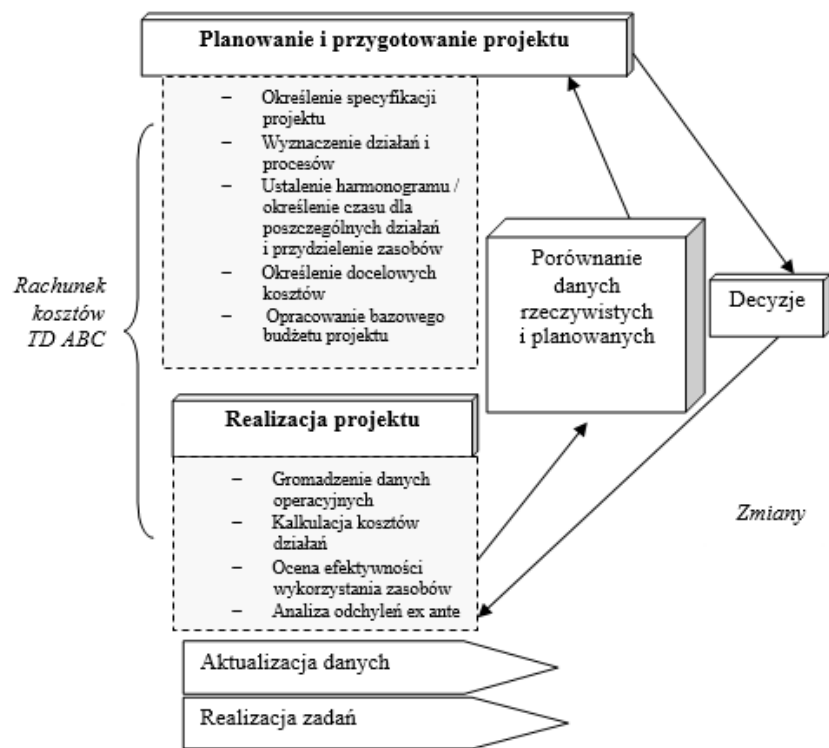 Planowanie i przygotowanie projektu
– Określenie specyfikacji
projektu
– Wyznaczenie działań i
procesów
– Ustalenie harmonogramu /
określenie czasu dla
poszczególnych działań
i przydzielenie zasobów
– Określenie docelowych
kosztów
– Opracowanie bazowego
budżetu projektu
Rachunek
kosztów
TD ABC
Porównanie
danych
rzeczywistych
i planowanych
Decyzje
Realizacja projektu
– Gromadzenie danych
operacyjnych
– Kalkulacja kosztów
działań
– Ocena efektywności
wykorzystania zasobów
– Analiza odchyleń ex ante
Zmiany
Aktualizacja danych
Realizacja zadań